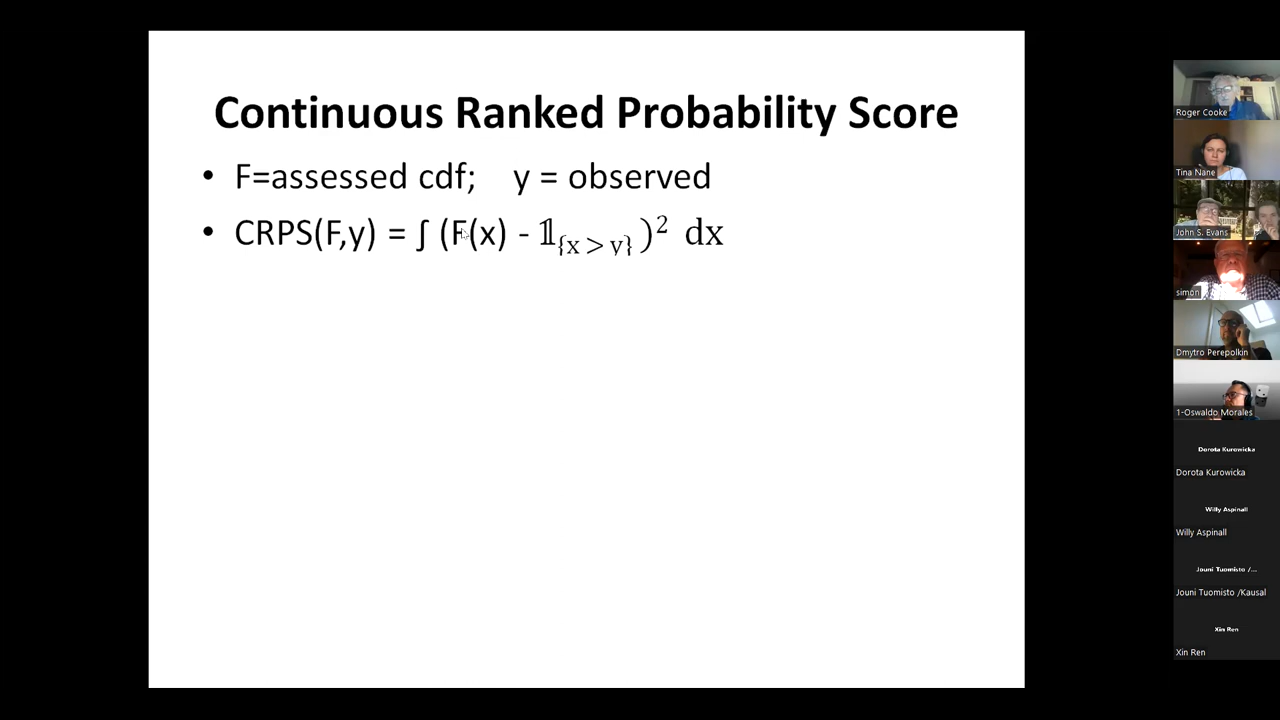 Continuous Ranked Probability Score
• F=assessed cdf; y = observed
• CRPS(F,y) = ∫ (F(x) - 𝟙{x > y} )² dx
Roger Cooke
Tina Nane
John S. Evans
simon
Dmytro Perepolkin
1-Oswaldo Morales
Dorota Kurowicka
Dorota Kurowicka
Willy Aspinall
Willy Aspinall
Jouni Tuomisto /...
Jouni Tuomisto /Kausal
Xin Ren
Xin Ren